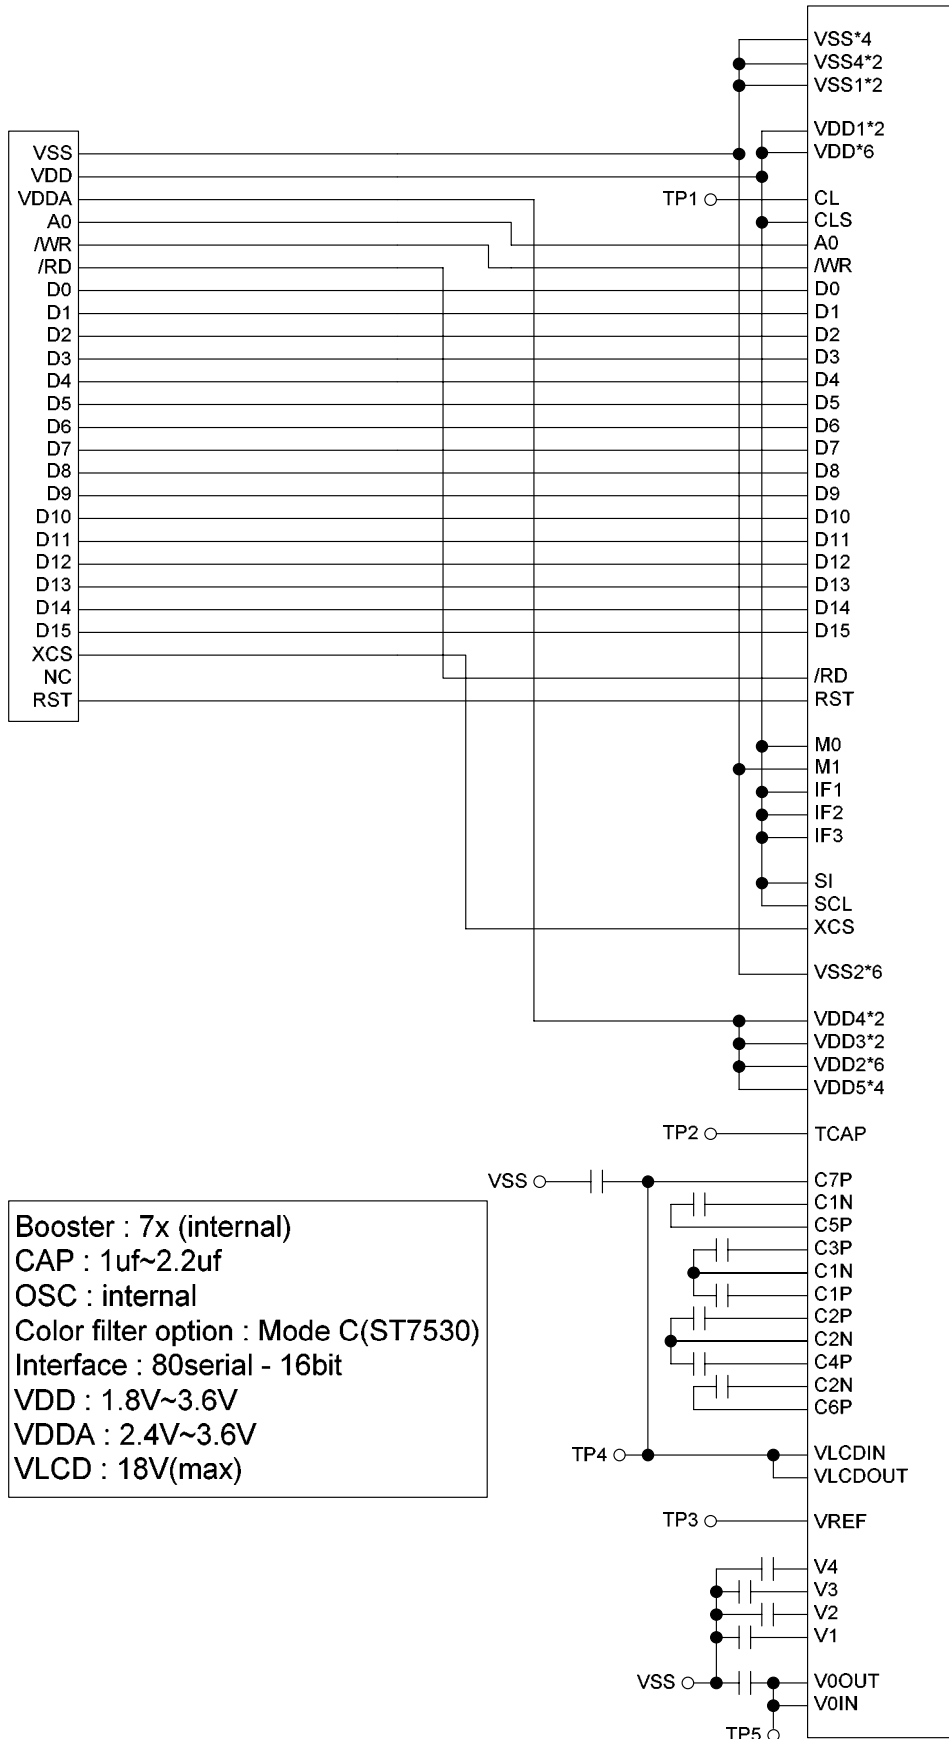 VSS
VDD
VDDA
A0
/WR
/RD
D0
D1
D2
D3
D4
D5
D6
D7
D8
D9
D10
D11
D12
D13
D14
D15
XCS
NC
RST
VSS*4
VSS4*2
VSS1*2
VDD1*2
VDD*6
TP1
CL
CLS
A0
/WR
D0
D1
D2
D3
D4
D5
D6
D7
D8
D9
D10
D11
D12
D13
D14
D15
/RD
RST
M0
M1
IF1
IF2
IF3
SI
SCL
XCS
VSS2*6
VDD4*2
VDD3*2
VDD2*6
VDD5*4
TP2
TCAP
VSS
C7P
C1N
C5P
C3P
C1N
C1P
C2P
C2N
C4P
C2N
C6P
TP4
VLCDIN
VLCDOUT
TP3
VREF
V4
V3
V2
V1
VSS
V0OUT
V0IN
TP5
Booster : 7x (internal)
CAP : 1uf~2.2uf
OSC : internal
Color filter option : Mode C(ST7530)
Interface : 80serial - 16bit
VDD : 1.8V~3.6V
VDDA : 2.4V~3.6V
VLCD : 18V(max)